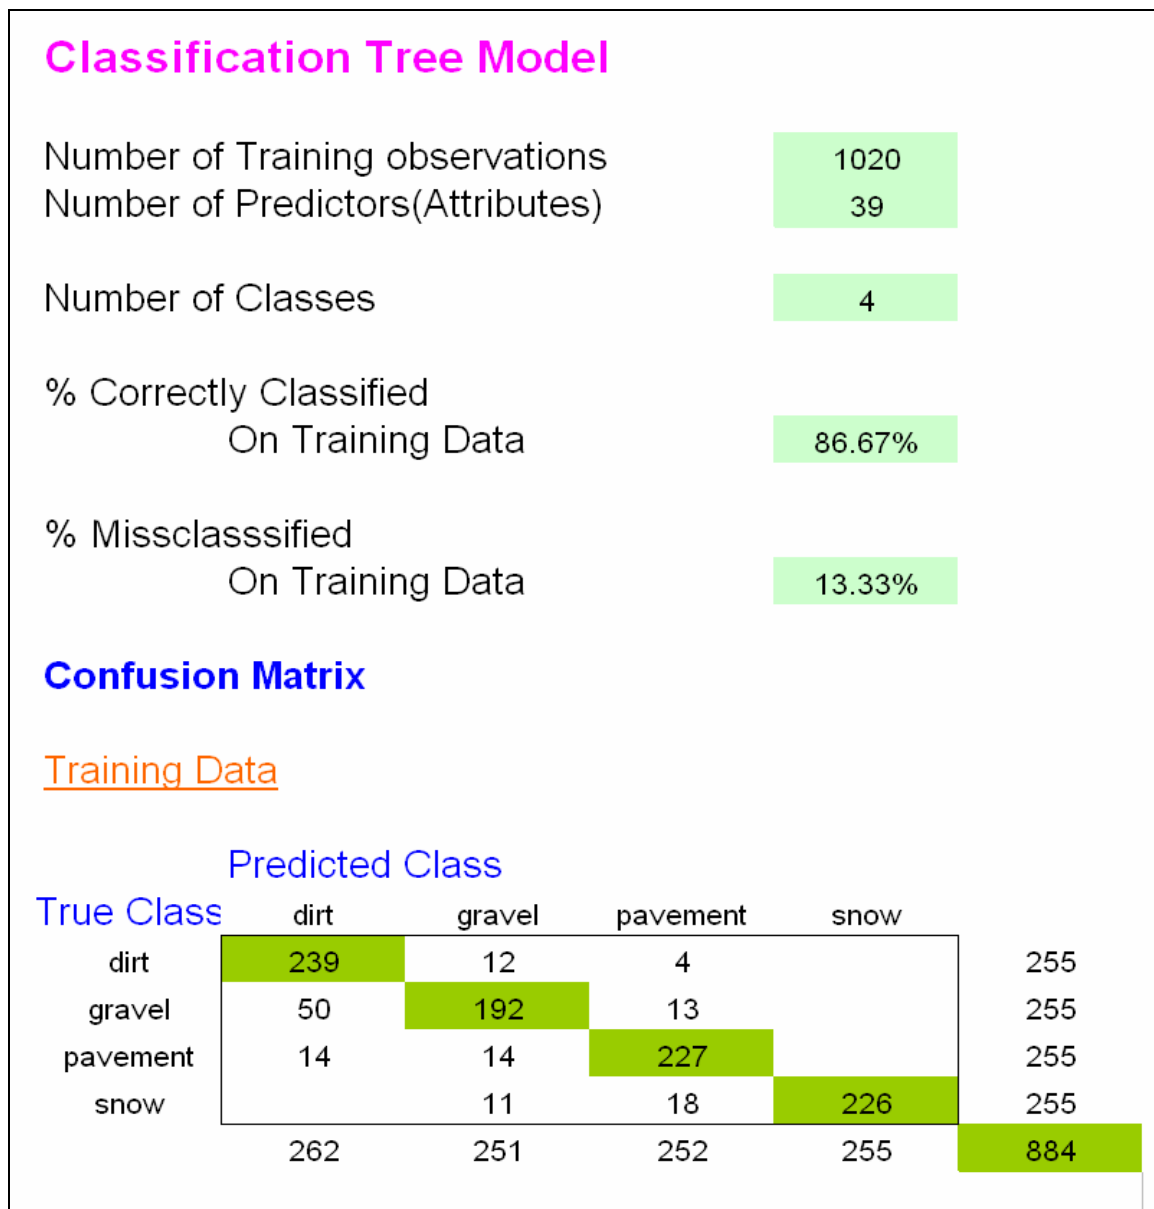 Classification Tree Model
Number of Training observations 1020
Number of Predictors(Attributes) 39
Number of Classes 4
% Correctly Classified
On Training Data 86.67%
% Missclasssified
On Training Data 13.33%
Confusion Matrix
Training Data
Predicted Class
True Class dirt gravel pavement snow
dirt 239 12 4 255
gravel 50 192 13 255
pavement 14 14 227 255
snow 11 18 226 255
262 251 252 255 884